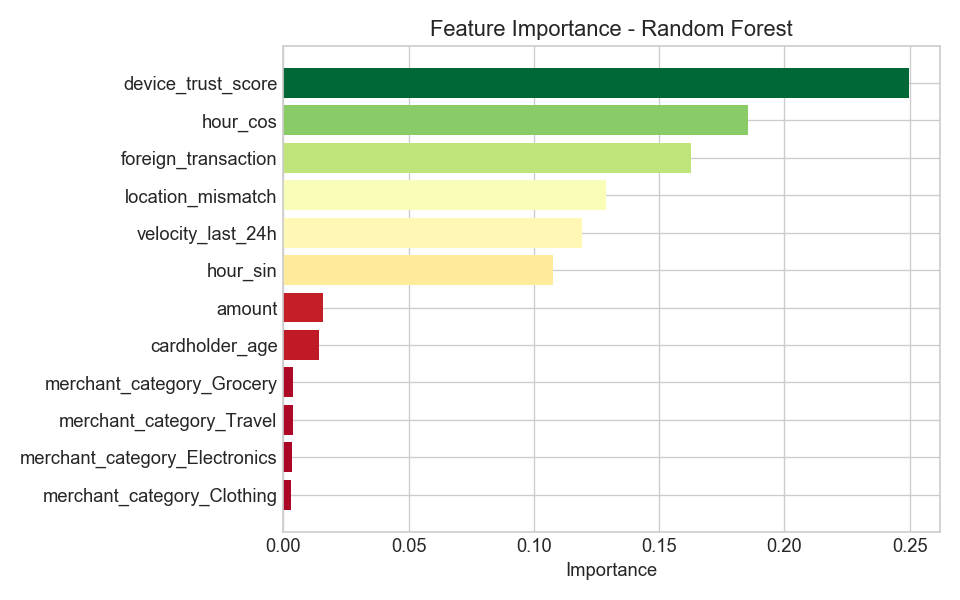 Feature Importance - Random Forest
device_trust_score
hour_cos
foreign_transaction
location_mismatch
velocity_last_24h
hour_sin
amount
cardholder_age
merchant_category_Grocery
merchant_category_Travel
merchant_category_Electronics
merchant_category_Clothing
0.00 0.05 0.10 0.15 0.20 0.25
Importance